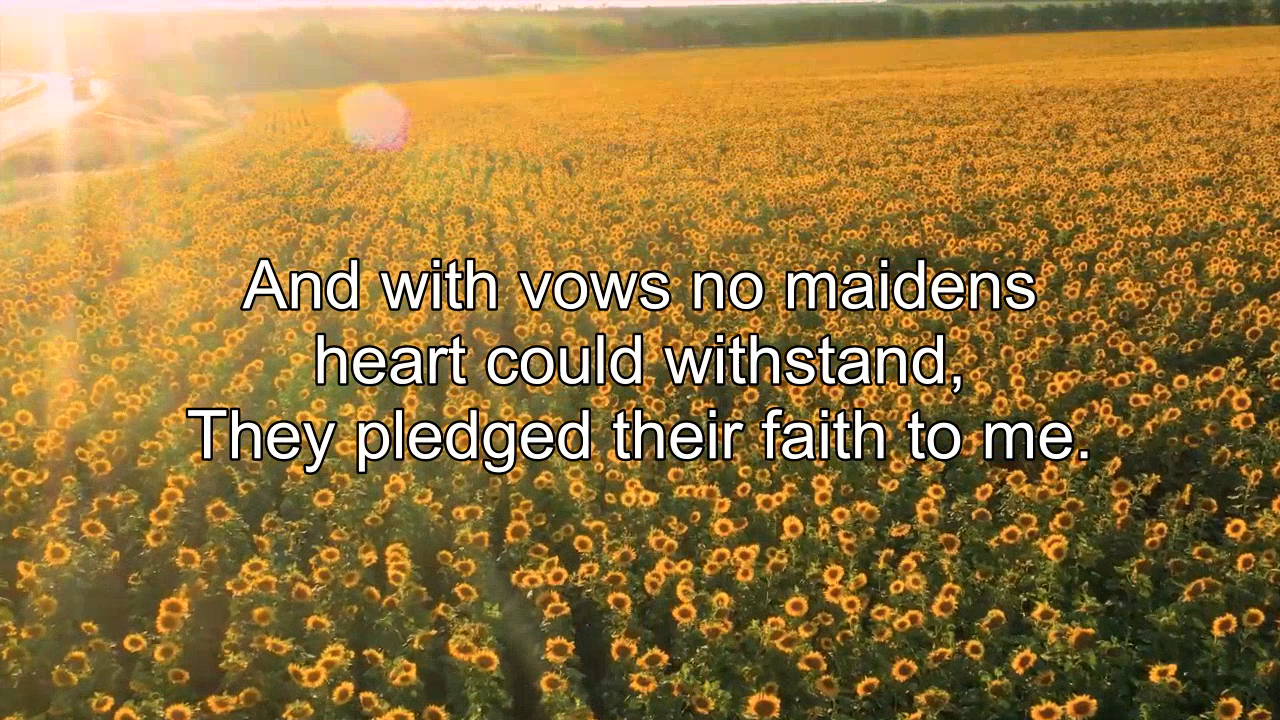 And with vows no maidens
heart could withstand,
They pledged their faith to me.